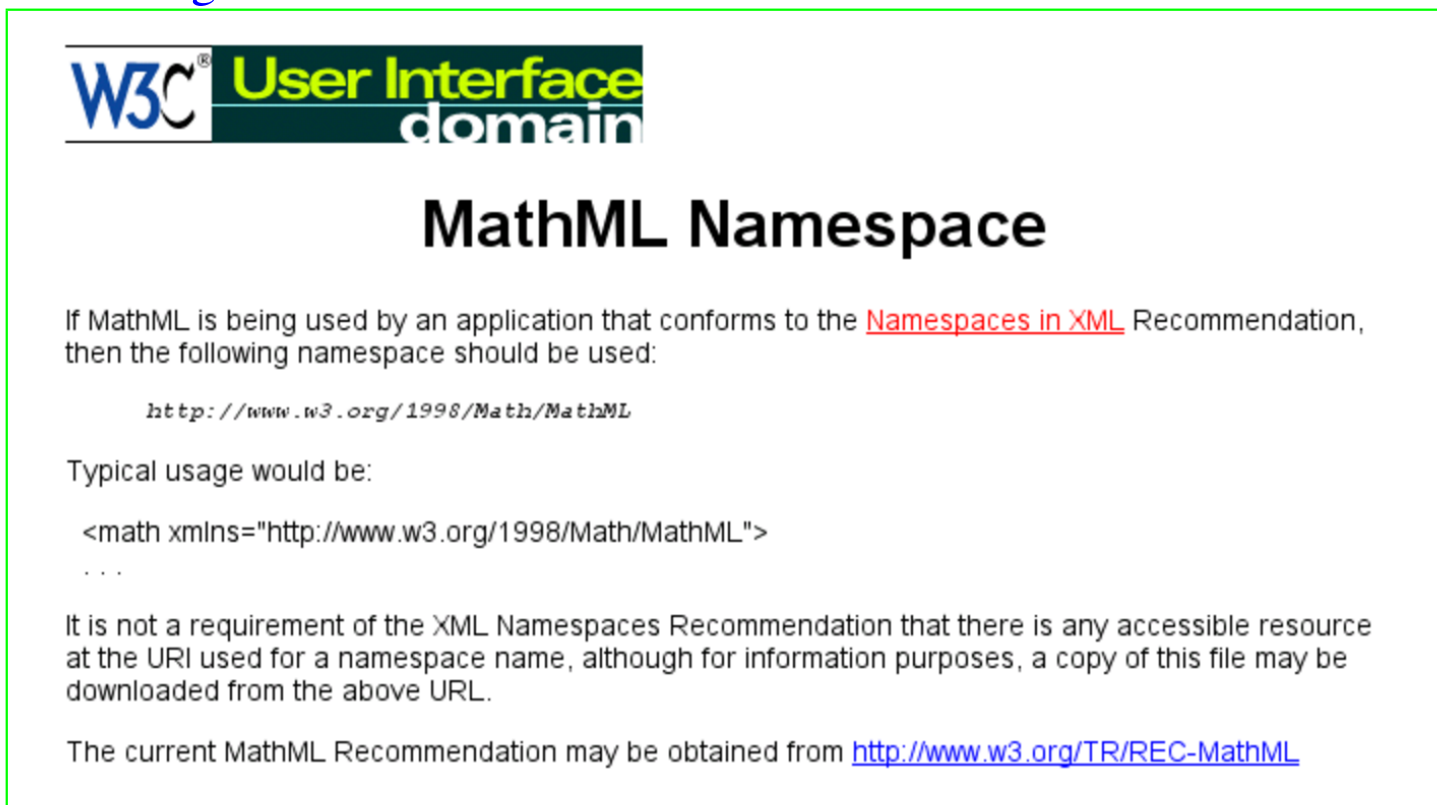 W3C® User Interface
domain
MathML Namespace
If MathML is being used by an application that conforms to the Namespaces in XML Recommendation,
then the following namespace should be used:
http://www.w3.org/1998/Math/MathML
Typical usage would be:
<math xmlns="http://www.w3.org/1998/Math/MathML">
. . .
It is not a requirement of the XML Namespaces Recommendation that there is any accessible resource
at the URI used for a namespace name, although for information purposes, a copy of this file may be
downloaded from the above URL.
The current MathML Recommendation may be obtained from http://www.w3.org/TR/REC-MathML